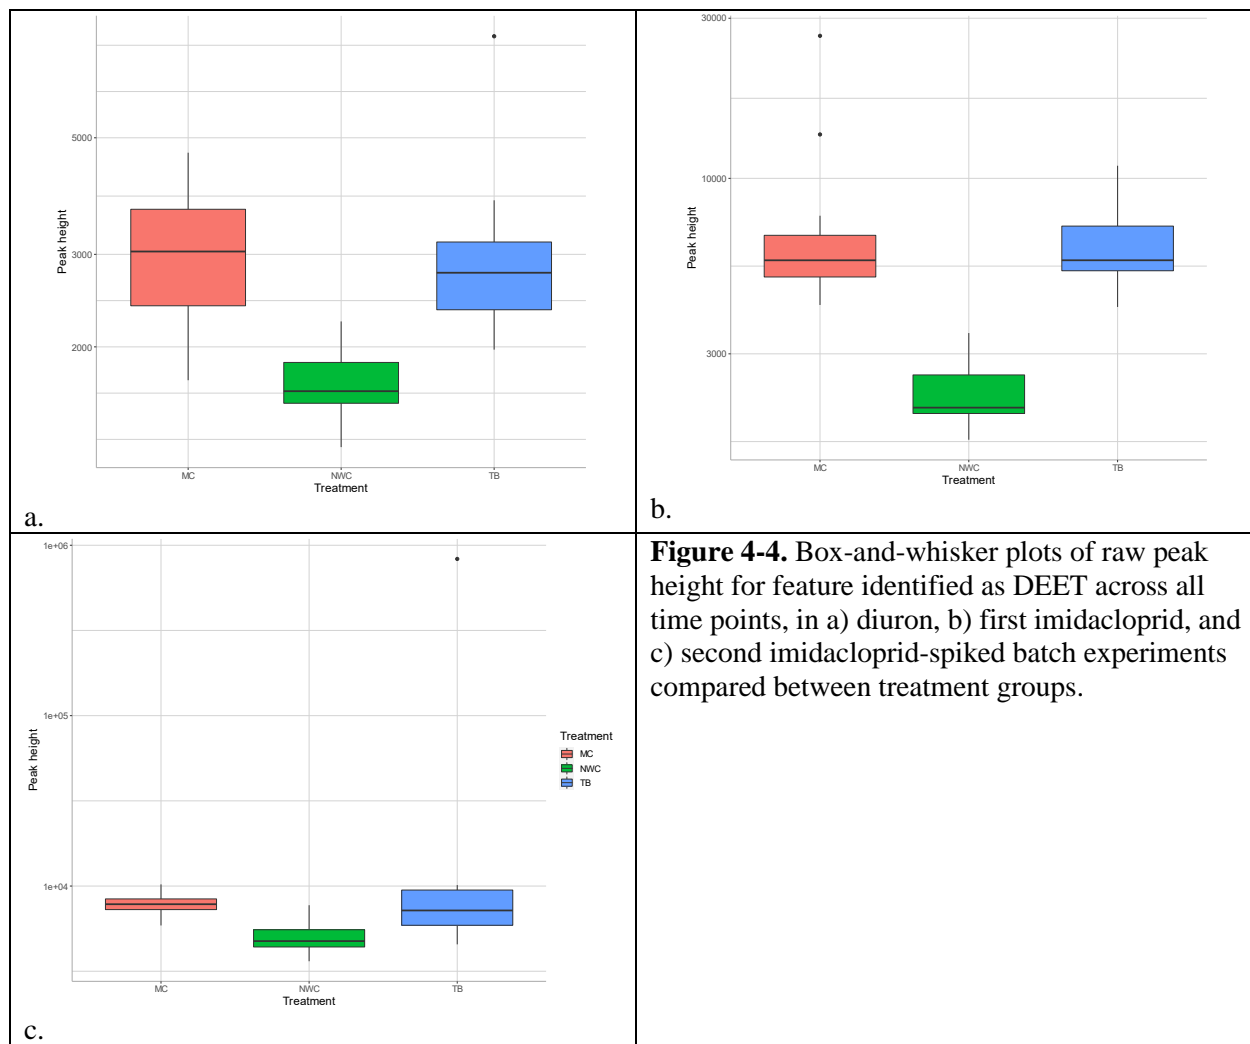 5000
3000
2000
Peak height
MC
NWC
TB
Treatment
a.
30000
10000
3000
Peak height
MC
NWC
TB
Treatment
b.
1e+06
1e+05
1e+04
Peak height
MC
NWC
TB
Treatment
Treatment
MC
NWC
TB
c.
Figure 4-4. Box-and-whisker plots of raw peak
height for feature identified as DEET across all
time points, in a) diuron, b) first imidacloprid, and
c) second imidacloprid-spiked batch experiments
compared between treatment groups.